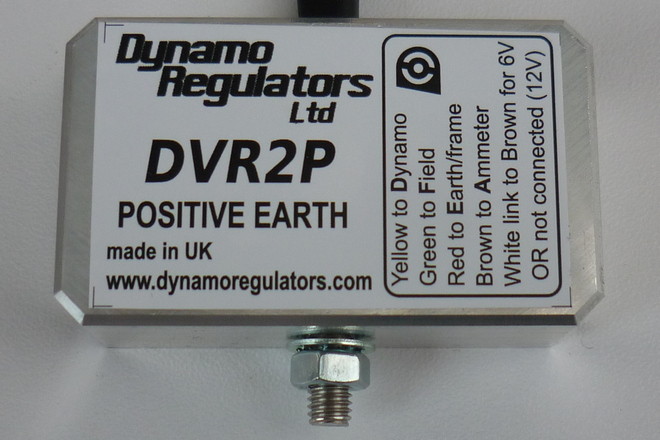 Dynamo
Regulators
Ltd
DVR2P
POSITIVE EARTH
made in UK
www.dynamoregulators.com
Yellow to Dynamo
Green to Field
Red to Earth/frame
Brown to Ammeter
White link to Brown for 6V
OR not connected (12V)